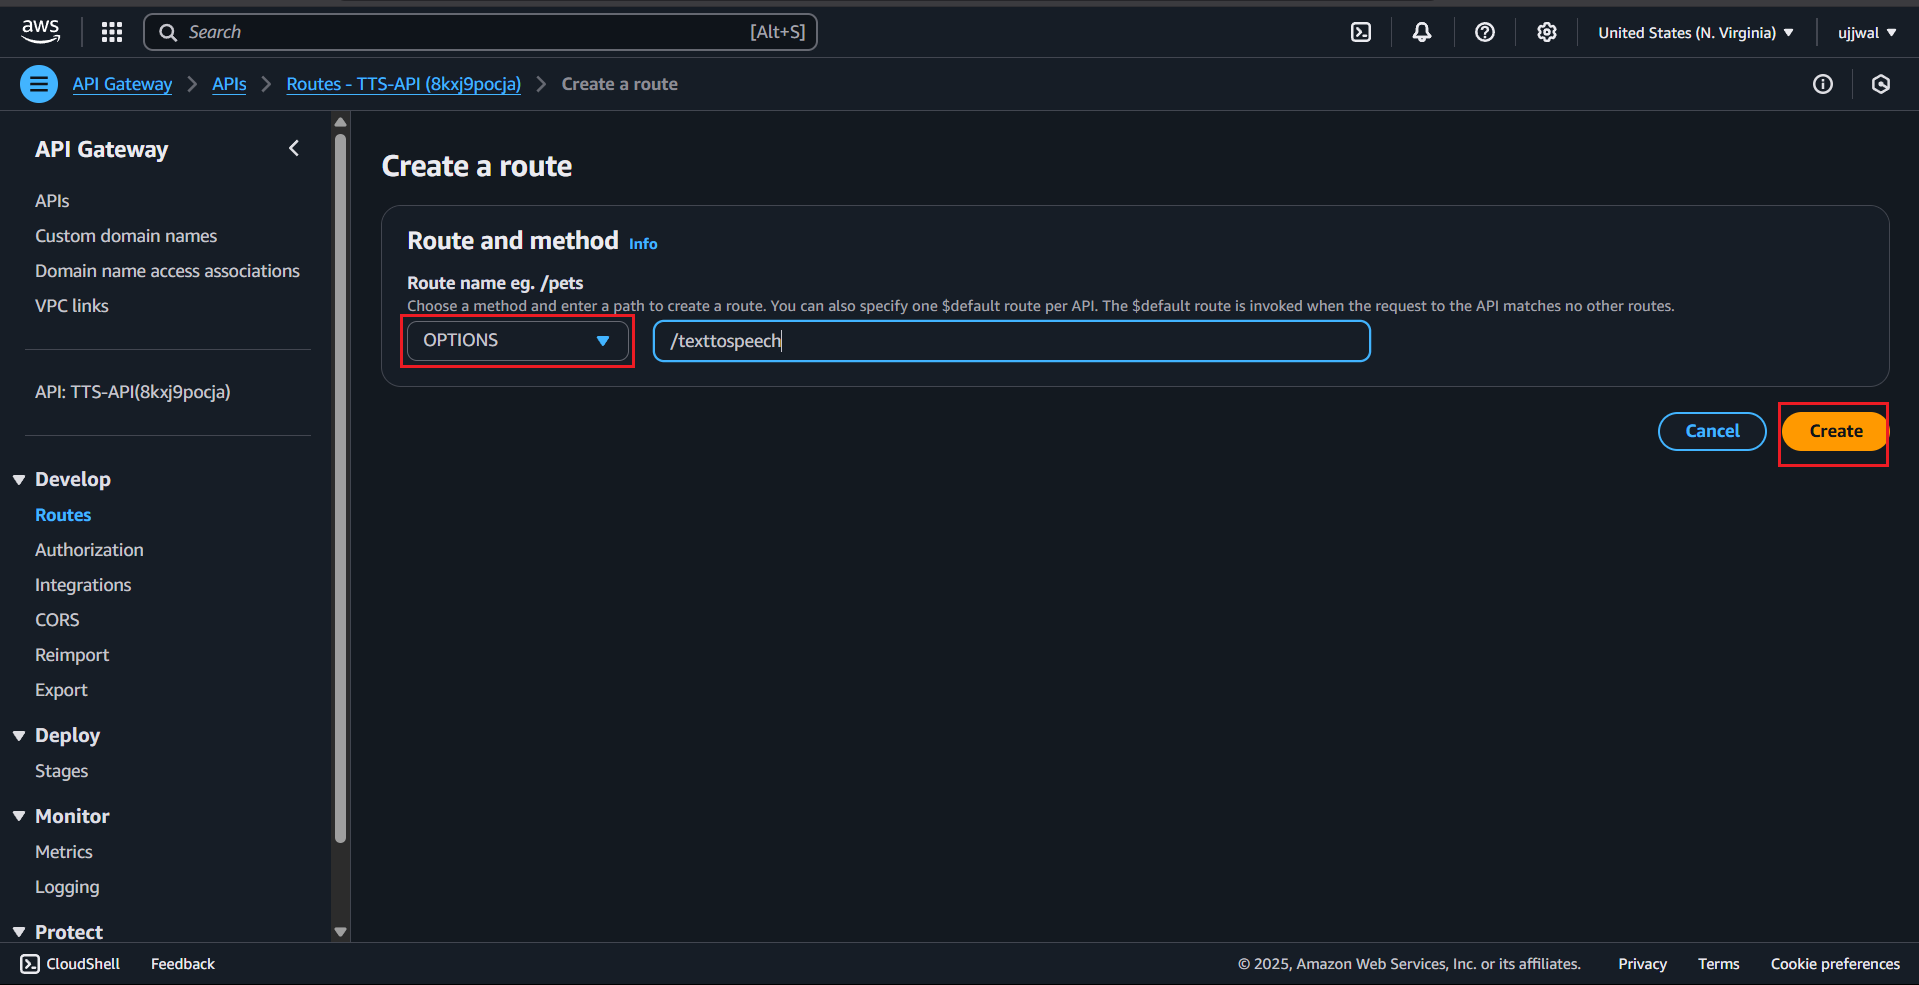 aws
Search [Alt+S]
United States (N. Virginia)
ujjwal
API Gateway
APIs
Routes - TTS-API (8kxj9pocja)
Create a route
API Gateway
APIs
Custom domain names
Domain name access associations
VPC links
API: TTS-API(8kxj9pocja)
Develop
Routes
Authorization
Integrations
CORS
Reimport
Export
Deploy
Stages
Monitor
Metrics
Logging
Protect
Create a route
Route and method Info
Route name eg. /pets
Choose a method and enter a path to create a route. You can also specify one $default route per API. The $default route is invoked when the request to the API matches no other routes.
OPTIONS
/texttospeech
Cancel
Create
CloudShell
Feedback
© 2025, Amazon Web Services, Inc. or its affiliates.
Privacy
Terms
Cookie preferences